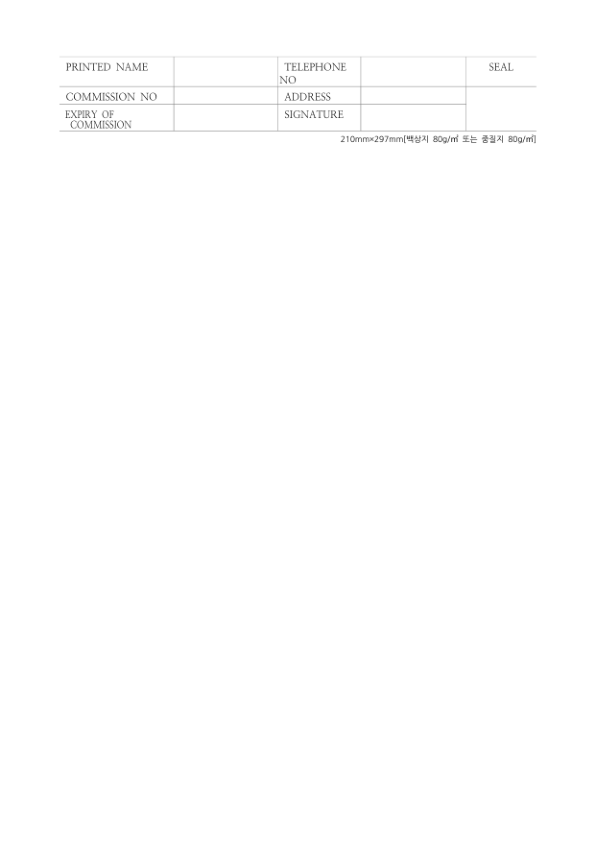 PRINTED NAME TELEPHONE NO SEAL
COMMISSION NO ADDRESS
EXPIRY OF COMMISSION SIGNATURE
210mm×297mm[백상지 80g/㎡ 또는 중질지 80g/㎡]